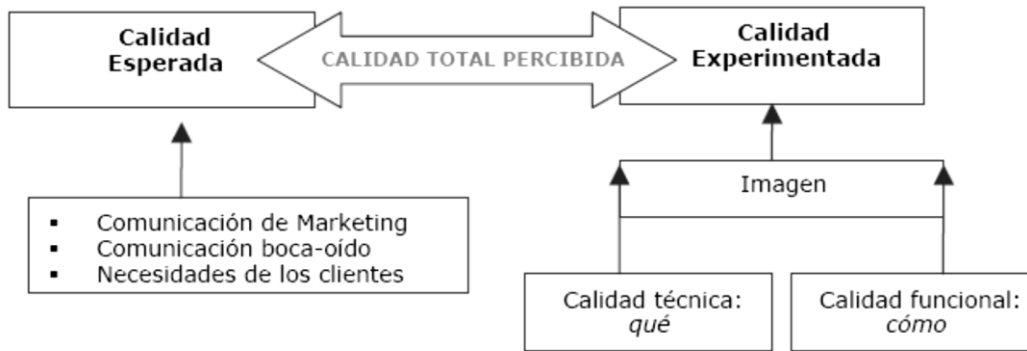 Calidad
Esperada
CALIDAD TOTAL PERCIBIDA
Calidad
Experimentada
▪ Comunicación de Marketing
▪ Comunicación boca-oído
▪ Necesidades de los clientes
Imagen
Calidad técnica:
qué
Calidad funcional:
cómo